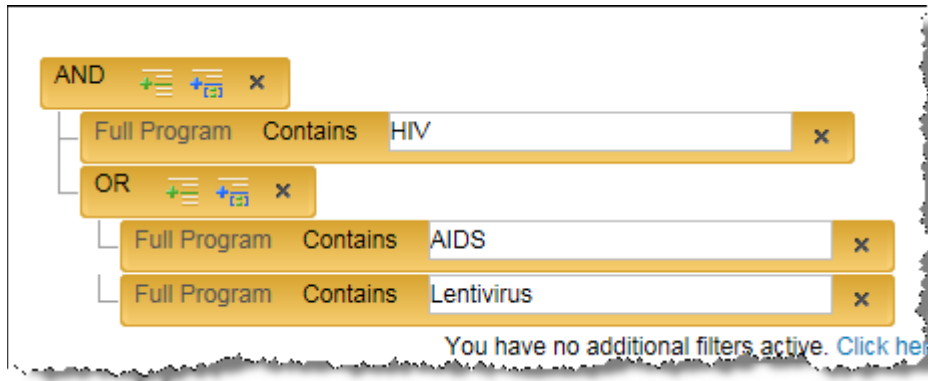 AND
Full Program Contains HIV
OR
Full Program Contains AIDS
Full Program Contains Lentivirus
You have no additional filters active. Click